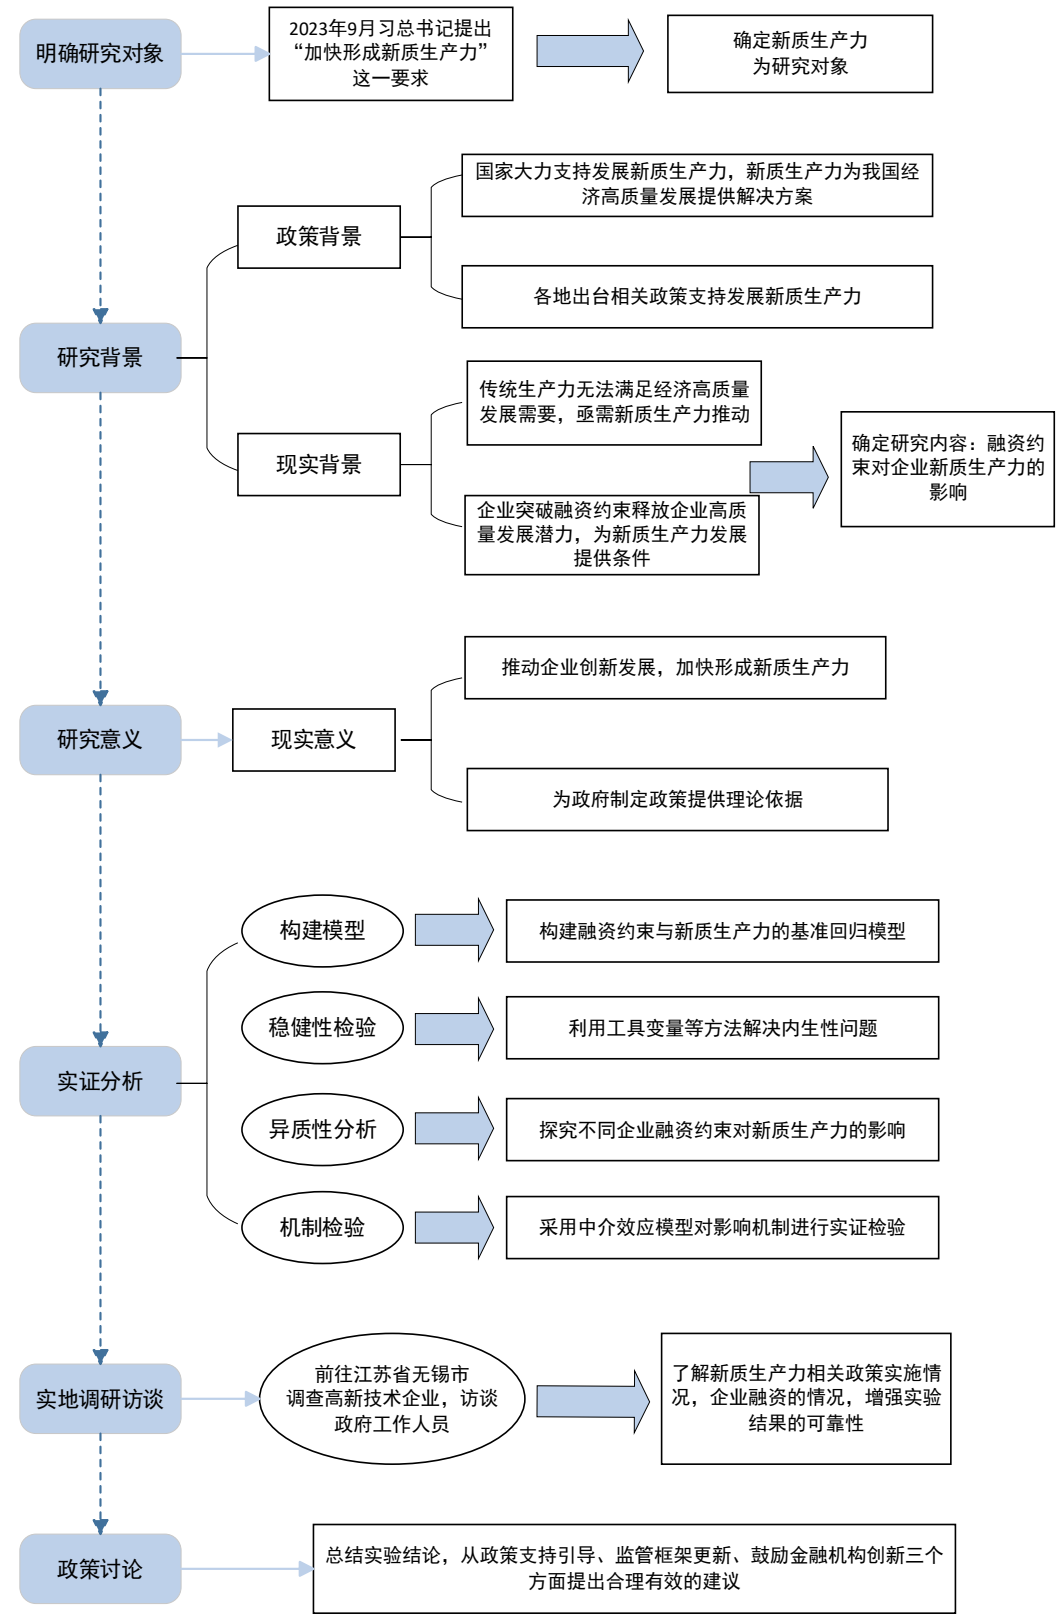 明确研究对象
2023年9月习总书记提出
“加快形成新质生产力”
这一要求
确定新质生产力
为研究对象
国家大力支持发展新质生产力，新质生产力为我国经
济高质量发展提供解决方案
政策背景
各地出台相关政策支持发展新质生产力
研究背景
传统生产力无法满足经济高质量
发展需要，亟需新质生产力推动
现实背景
企业突破融资约束释放企业高质
量发展潜力，为新质生产力发展
提供条件
确定研究内容：融资约
束对企业新质生产力的
影响
推动企业创新发展，加快形成新质生产力
研究意义
现实意义
为政府制定政策提供理论依据
构建模型
构建融资约束与新质生产力的基准回归模型
稳健性检验
利用工具变量等方法解决内生性问题
实证分析
异质性分析
探究不同企业融资约束对新质生产力的影响
机制检验
采用中介效应模型对影响机制进行实证检验
实地调研访谈
前往江苏省无锡市
调查高新技术企业，访谈
政府工作人员
了解新质生产力相关政策实施情
况，企业融资的情况，增强实验
结果的可靠性
政策讨论
总结实验结论，从政策支持引导、监管框架更新、鼓励金融机构创新三个
方面提出合理有效的建议